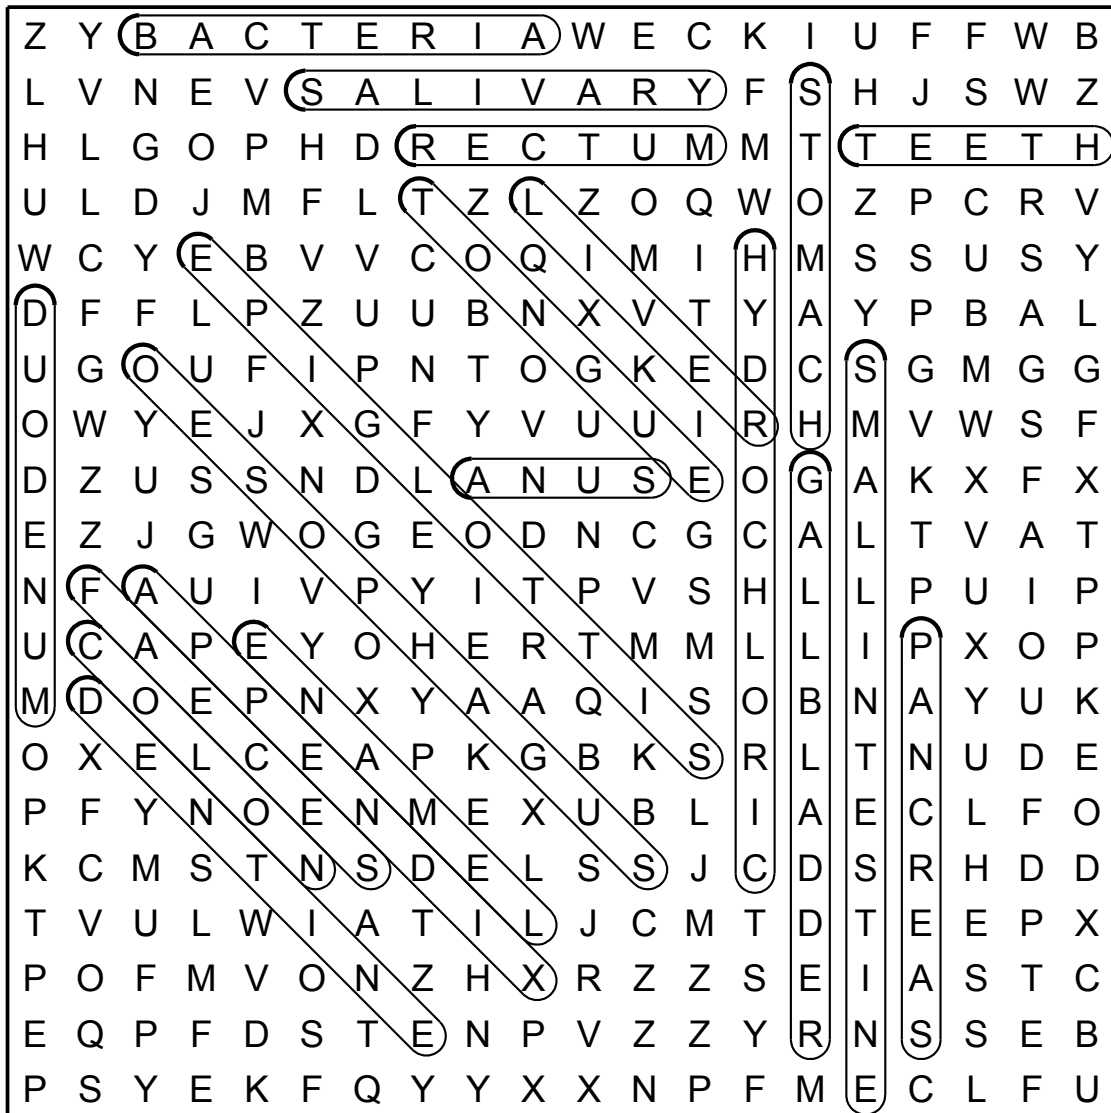 Z Y B A C T E R I A W E C K I U F F W B
L V N E V S A L I V A R Y F S H J S W Z
H L G O P H D R E C T U M M T T E E T H
U L D J M F L T Z L Z O Q W O Z P C R V
W C Y E B V V C O Q I M I H M S S U S Y
D F F L P Z U U B N X V T Y A Y P B A L
U G O U F I P N T O G K E D C S G M G G
O W Y E J X G F Y V U U I R H M V W S F
D Z U S S N D L A N U S E O G A K X F X
E Z J G W O G E O D N C G C A L T V A T
N F A U I V P Y I T P V S H L L P U I P
U C A P E Y O H E R T M M L L I P X O P
M D O E P N X Y A A Q I S O B N A Y U K
O X E L C E A P K G B K S R L T N U D E
P F Y N O E N M E X U B L I A E C L F O
K C M S T N S D E L S S J C D S R H D D
T V U L W I A T I L J C M T D T E E P X
P O F M V O N Z H X R Z Z S E I A S T C
E Q P F D S T E N P V Z Z Y R N S S E B
P S Y E K F Q Y Y X X N P F M E C L F U